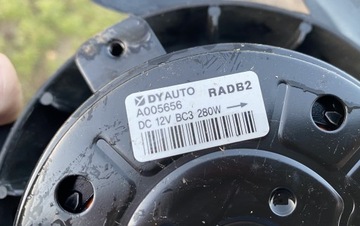 DYAUTO RADB2
A005656
DC 12V BC3 280W →